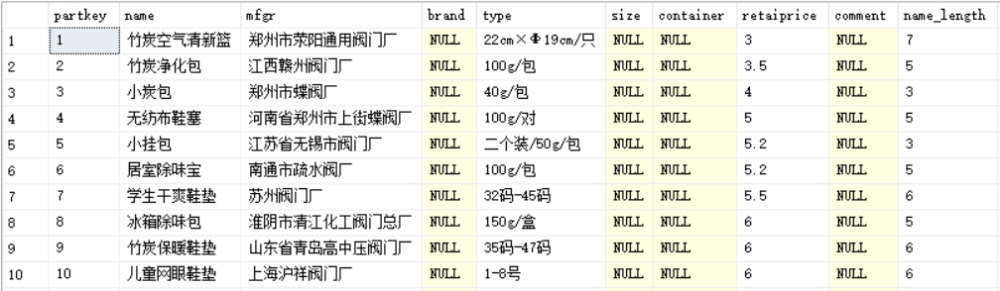 partkey name mfgr brand type size container retaiprice comment name_length
1 1 竹炭空气清新篮 郑州市荥阳通用阀门厂 NULL 22cm×Φ19cm/只 NULL NULL 3 NULL 7
2 2 竹炭净化包 江西赣州阀门厂 NULL 100g/包 NULL NULL 3.5 NULL 5
3 3 小炭包 郑州市蝶阀厂 NULL 40g/包 NULL NULL 4 NULL 3
4 4 无纺布鞋塞 河南省郑州市上街蝶阀厂 NULL 100g/对 NULL NULL 5 NULL 5
5 5 小挂包 江苏省无锡市阀门厂 NULL 二个装/50g/包 NULL NULL 5.2 NULL 3
6 6 居室除味宝 南通市疏水阀厂 NULL 100g/包 NULL NULL 5.2 NULL 5
7 7 学生干爽鞋垫 苏州阀门厂 NULL 32码-45码 NULL NULL 5.5 NULL 6
8 8 冰箱除味包 淮阴市清江化工阀门总厂 NULL 150g/盒 NULL NULL 6 NULL 5
9 9 竹炭保暖鞋垫 山东省青岛高中压阀门厂 NULL 35码-47码 NULL NULL 6 NULL 6
10 10 儿童网眼鞋垫 上海沪祥阀门厂 NULL 1-8号 NULL NULL 6 NULL 6